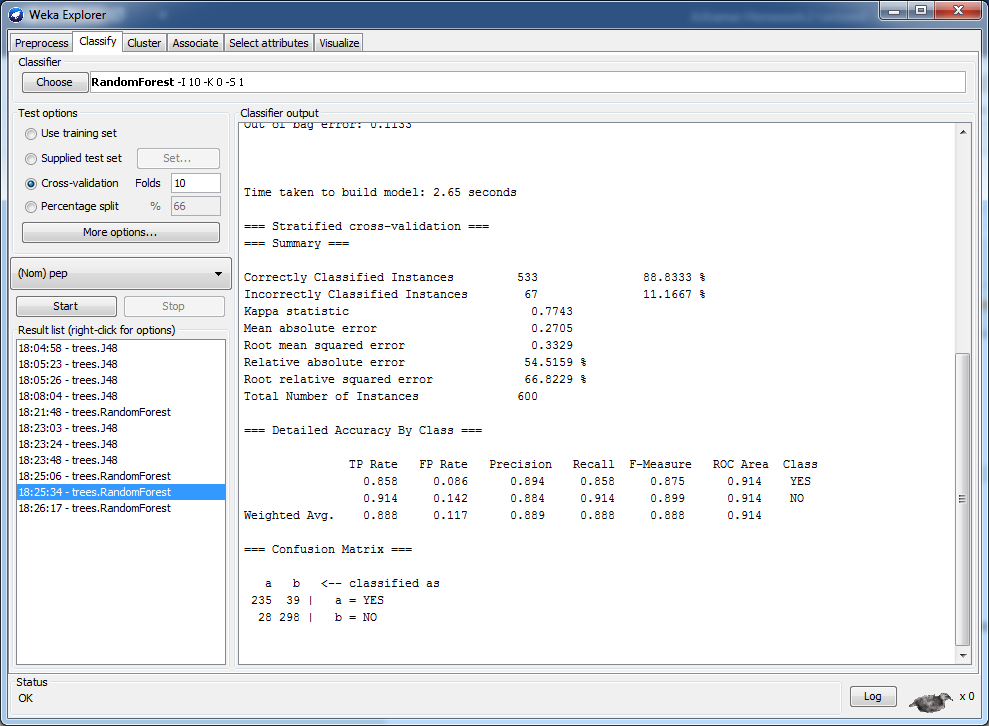 Weka Explorer
Preprocess Classify Cluster Associate Select attributes Visualize
Classifier
Choose RandomForest -I 10 -K 0 -S 1
Test options
Use training set
Supplied test set Set...
Cross-validation Folds 10
Percentage split % 66
More options...
(Nom) pep
Start Stop
Result list (right-click for options)
18:04:58 - trees.J48
18:05:23 - trees.J48
18:05:26 - trees.J48
18:08:04 - trees.J48
18:21:48 - trees.RandomForest
18:23:03 - trees.J48
18:23:24 - trees.J48
18:23:48 - trees.J48
18:25:06 - trees.RandomForest
18:25:34 - trees.RandomForest
18:26:17 - trees.RandomForest
Classifier output
Out of bag error: 0.1133
Time taken to build model: 2.65 seconds
=== Stratified cross-validation ===
=== Summary ===
Correctly Classified Instances 533 88.8333 %
Incorrectly Classified Instances 67 11.1667 %
Kappa statistic 0.7743
Mean absolute error 0.2705
Root mean squared error 0.3329
Relative absolute error 54.5159 %
Root relative squared error 66.8229 %
Total Number of Instances 600
=== Detailed Accuracy By Class ===
TP Rate FP Rate Precision Recall F-Measure ROC Area Class
0.858 0.086 0.894 0.858 0.875 0.914 YES
0.914 0.142 0.884 0.914 0.899 0.914 NO
Weighted Avg. 0.888 0.117 0.889 0.888 0.888 0.914
=== Confusion Matrix ===
a b <-- classified as
235 39 | a = YES
28 298 | b = NO
Status
OK
Log x 0